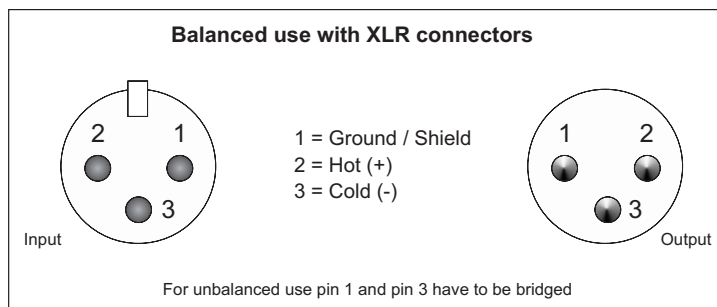 Balanced use with XLR connectors
2 1
3
Input
1 = Ground / Shield
2 = Hot (+)
3 = Cold (-)
1 2
3
Output
For unbalanced use pin 1 and pin 3 have to be bridged